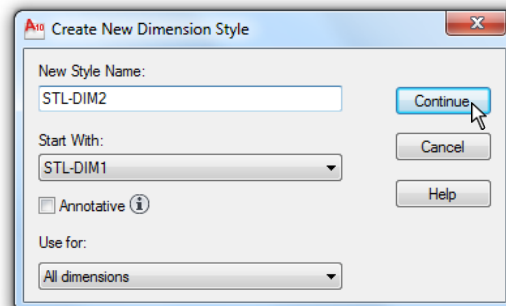 A10 Create New Dimension Style
New Style Name:
STL-DIM2
Continue
Start With:
Cancel
STL-DIM1
Help
Annotative
Use for:
All dimensions